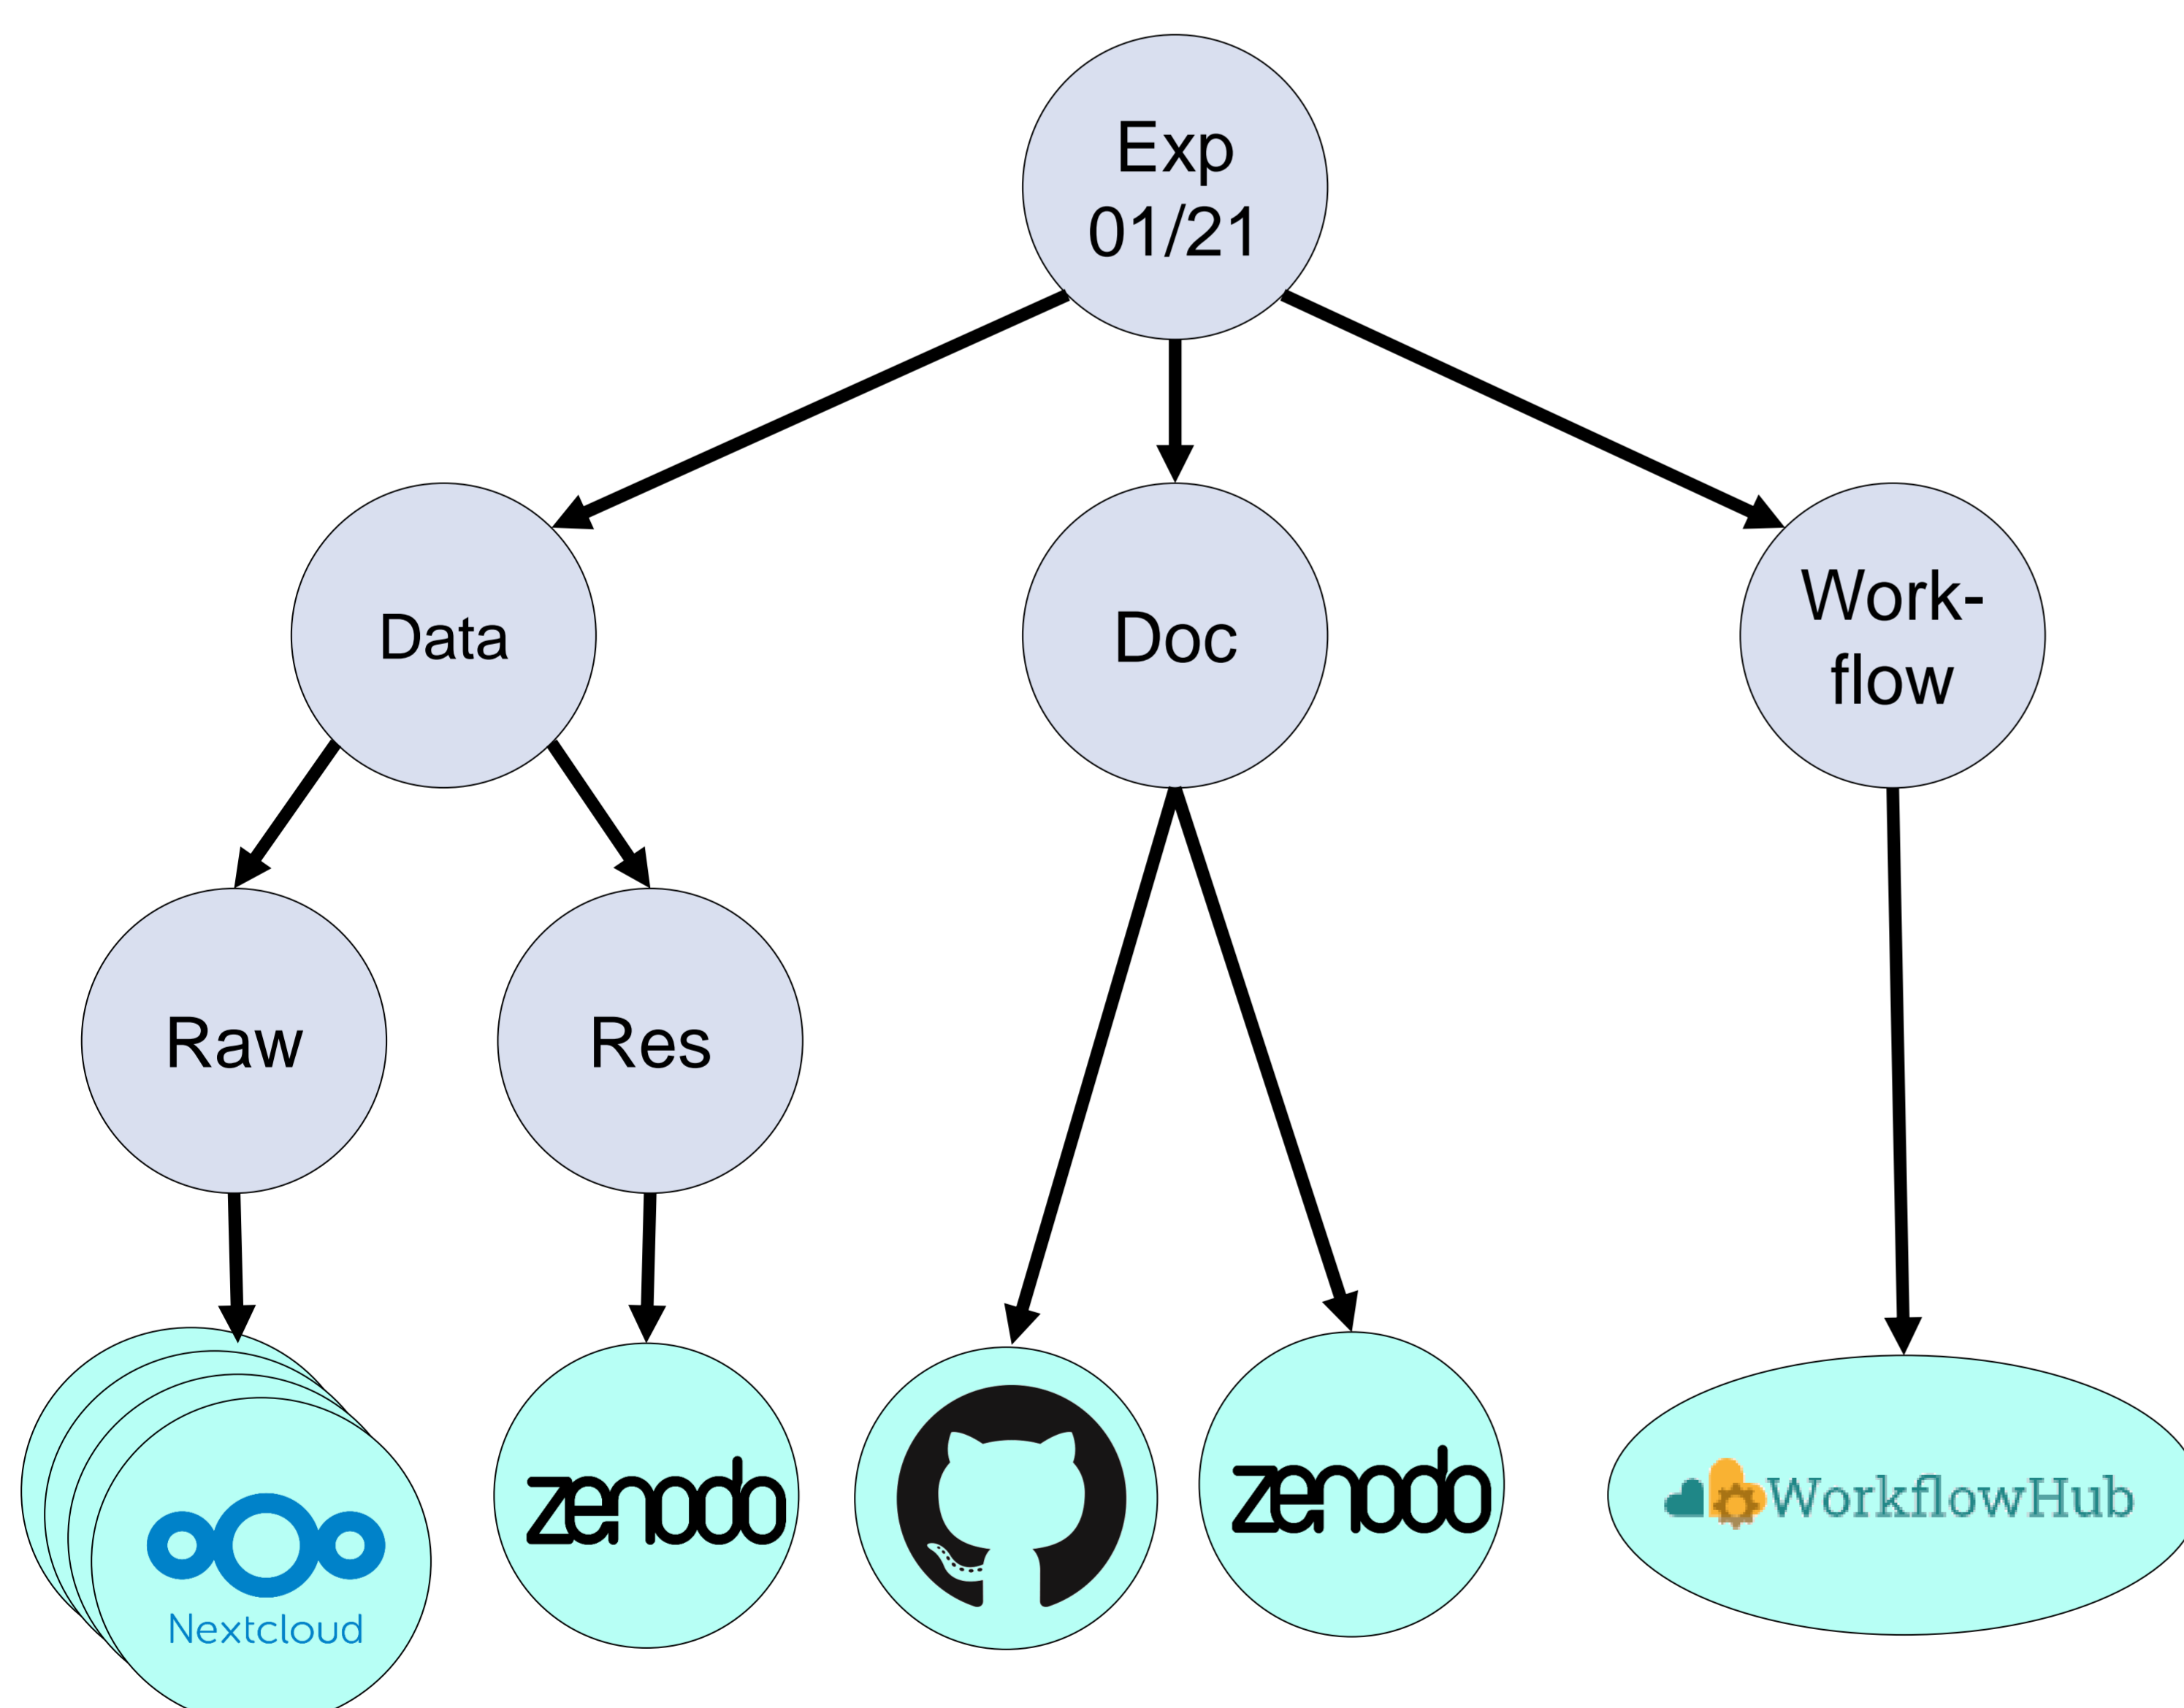 Exp
01/21
Data
Doc
Work-
flow
Raw
Res
Nextcloud
zenodo
zenodo
WorkflowHub